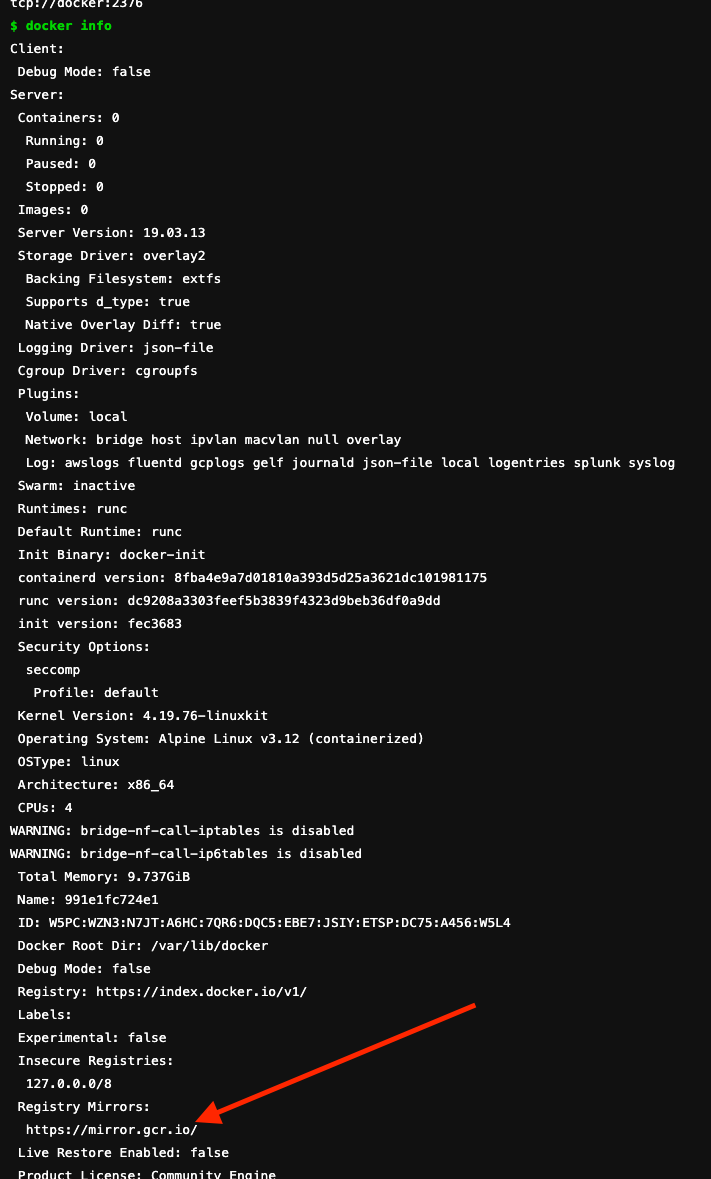 tcp://docker:2376
$ docker info
Client:
 Debug Mode: false
Server:
 Containers: 0
  Running: 0
  Paused: 0
  Stopped: 0
 Images: 0
 Server Version: 19.03.13
 Storage Driver: overlay2
  Backing Filesystem: extfs
  Supports d_type: true
  Native Overlay Diff: true
 Logging Driver: json-file
 Cgroup Driver: cgroupfs
 Plugins:
  Volume: local
  Network: bridge host ipvlan macvlan null overlay
  Log: awslogs fluentd gcplogs gelf journald json-file local logentries splunk syslog
 Swarm: inactive
 Runtimes: runc
 Default Runtime: runc
 Init Binary: docker-init
 containerd version: 8fba4e9a7d01810a393d5d25a3621dc101981175
 runc version: dc9208a3303feef5b3839f4323d9beb36df0a9dd
 init version: fec3683
 Security Options:
  seccomp
   Profile: default
 Kernel Version: 4.19.76-linuxkit
 Operating System: Alpine Linux v3.12 (containerized)
 OSType: linux
 Architecture: x86_64
 CPUs: 4
WARNING: bridge-nf-call-iptables is disabled
WARNING: bridge-nf-call-ip6tables is disabled
 Total Memory: 9.737GiB
 Name: 991e1fc724e1
 ID: W5PC:WZN3:N7JT:A6HC:7QR6:DQC5:EBE7:JSIY:ETSP:DC75:A456:W5L4
 Docker Root Dir: /var/lib/docker
 Debug Mode: false
 Registry: https://index.docker.io/v1/
 Labels:
 Experimental: false
 Insecure Registries:
  127.0.0.0/8
 Registry Mirrors:
  https://mirror.gcr.io/
 Live Restore Enabled: false
 Product License: Community Engine